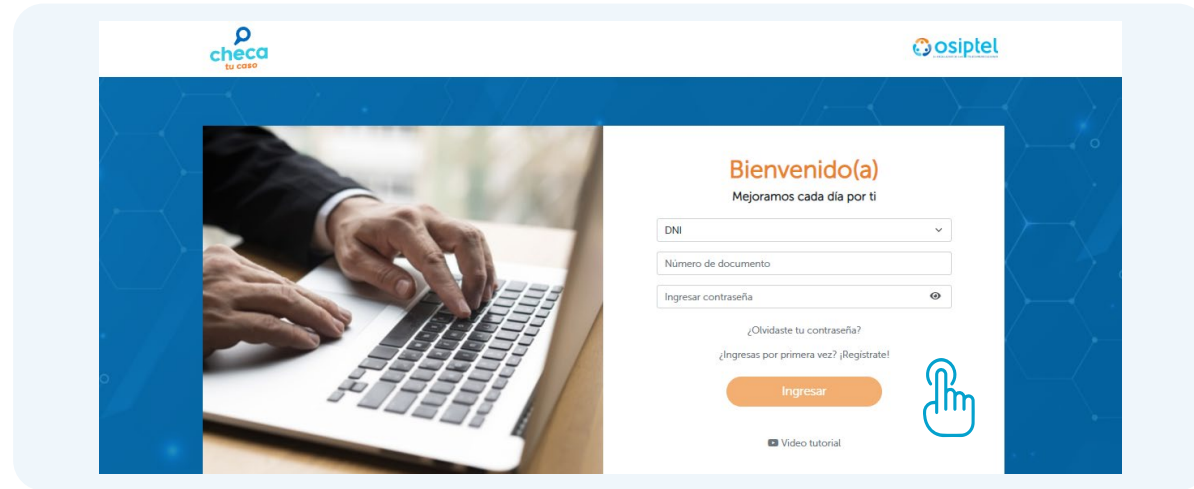 checa
tu caso
osiptel
Bienvenido(a)
Mejoramos cada día por ti
DNI
Número de documento
Ingresar contraseña
¿Olvidaste tu contraseña?
¿Ingresas por primera vez? ¡Regístrate!
Ingresar
Video tutorial